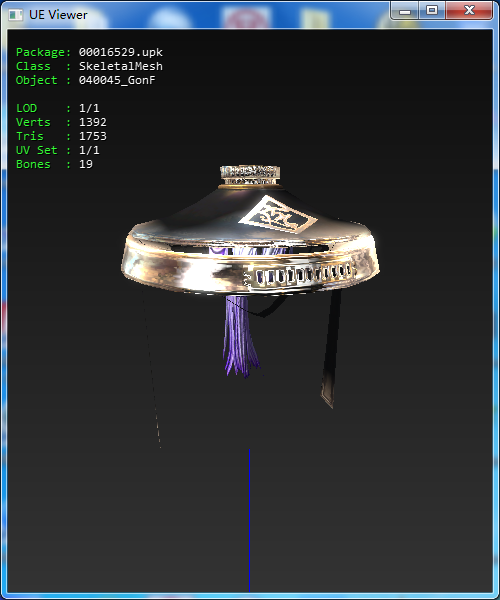 UE Viewer
Package: 00016529.upk
Class  : SkeletalMesh
Object : 040045_GonF
LOD    : 1/1
Verts  : 1392
Tris   : 1753
UV Set : 1/1
Bones  : 19